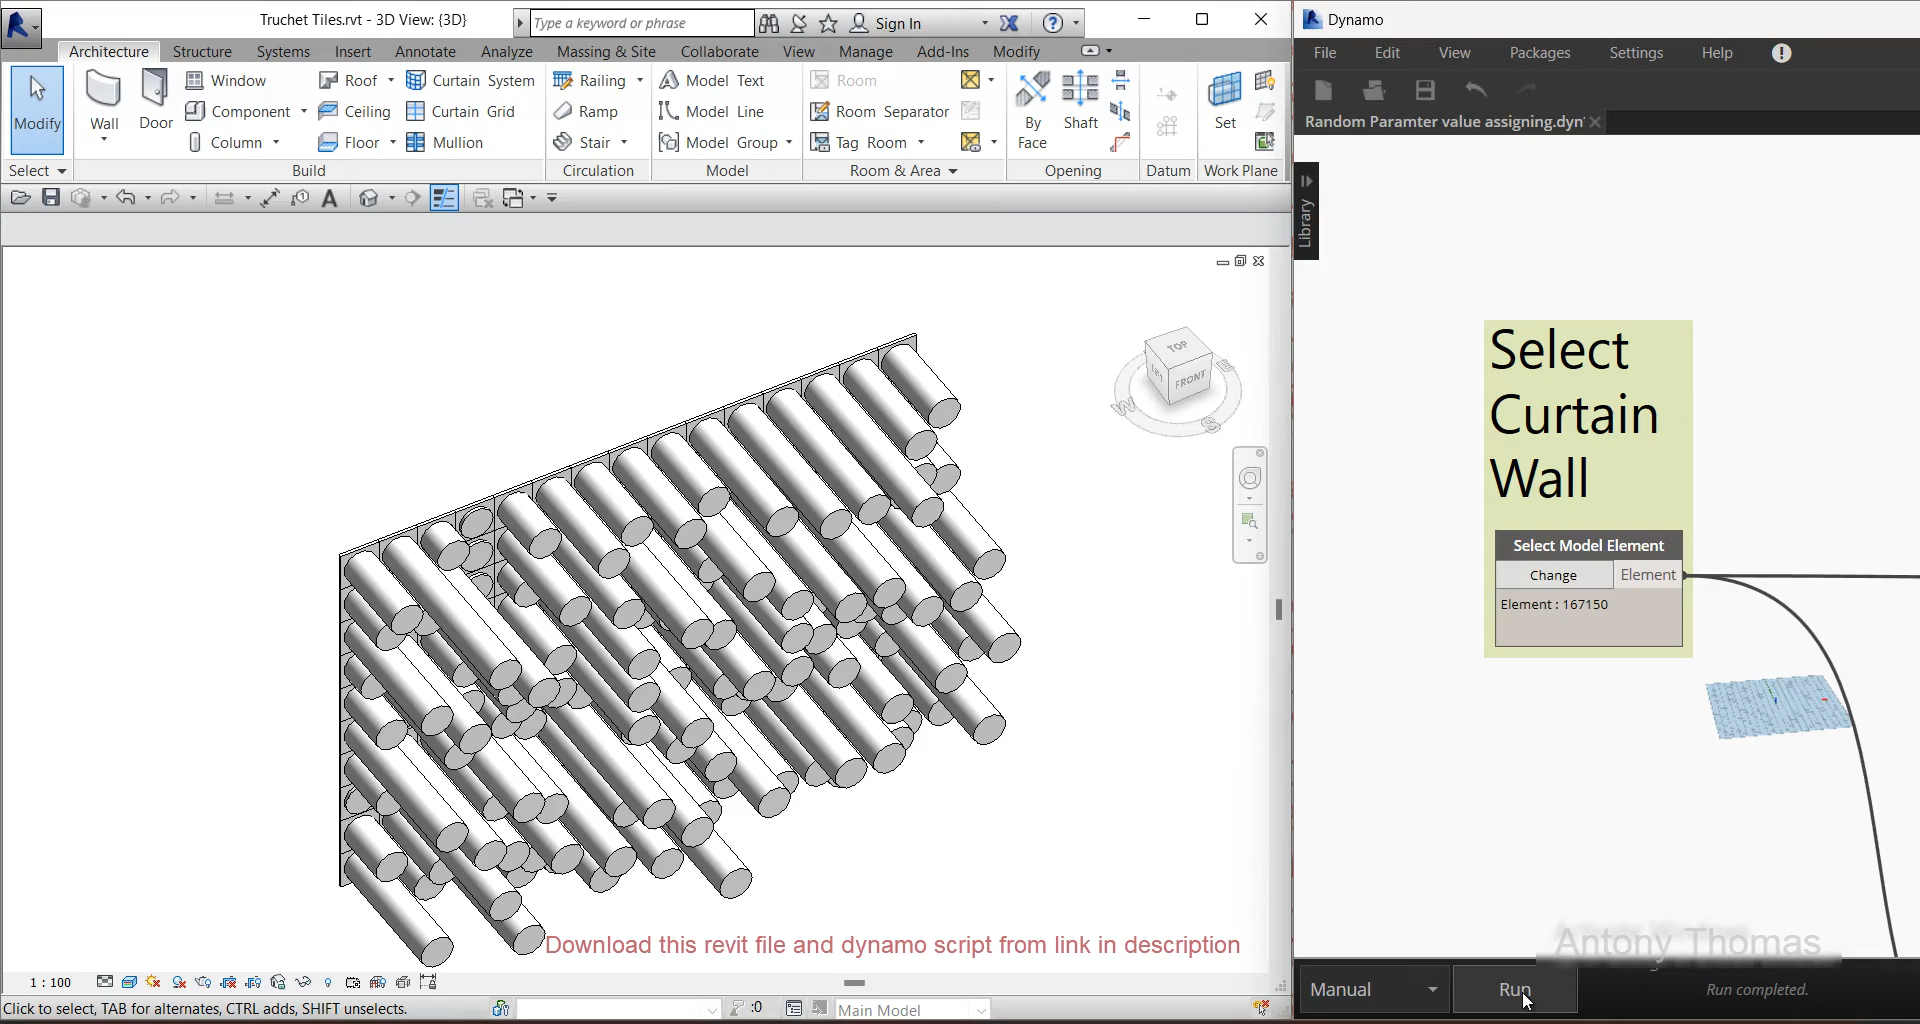 Truchet Tiles.rvt - 3D View: {3D}
Type a keyword or phrase
Sign In
Architecture Structure Systems Insert Annotate Analyze Massing & Site Collaborate View Manage Add-Ins Modify
Modify
Wall
Door
Window
Component
Column
Roof
Ceiling
Floor
Curtain System
Curtain Grid
Mullion
Railing
Ramp
Stair
Model Text
Model Line
Model Group
Room
Room Separator
Tag Room
By
Face
Shaft
Set
Select
Build
Circulation
Model
Room & Area
Opening
Datum
Work Plane
TOP
FRONT
W
S
E
Download this revit file and dynamo script from link in description
1 : 100
Click to select, TAB for alternates, CTRL adds, SHIFT unselects.
:0
Main Model
Dynamo
File Edit View Packages Settings Help
Random Paramter value assigning.dyn
Library
Select
Curtain
Wall
Select Model Element
Change
Element
Element : 167150
Antony Thomas
Manual
Run
Run completed.